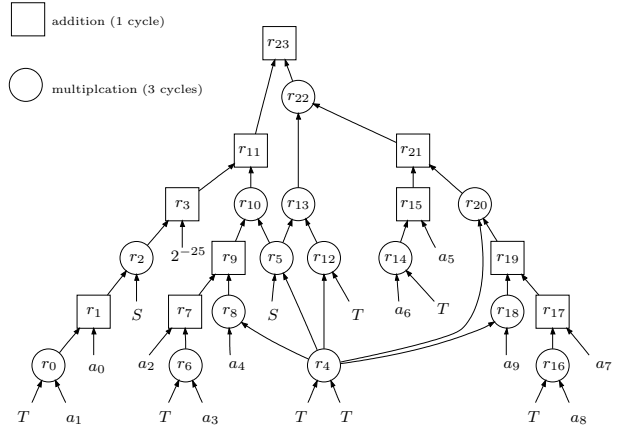 addition (1 cycle)
multiplcation (3 cycles)
r23
r22
r11
r21
r3
r10
r13
r15
r20
r2
2^{-25}
r9
r5
r12
r14
a5
r19
r1
S
r7
r8
S
T
a6
T
r18
r17
r0
a0
a2
r6
a4
r4
a9
r16
a7
T
a1
T
a3
T
T
T
a8